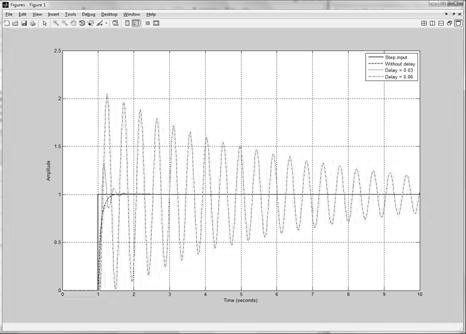 Figures - Figure 1
File Edit View Insert Tools Debug Desktop Window Help
Step input
Without delay
Delay = 0.03
Delay = 0.06
2.5
2
1.5
1
0.5
0
Amplitude
0 1 2 3 4 5 6 7 8 9 10
Time (seconds)